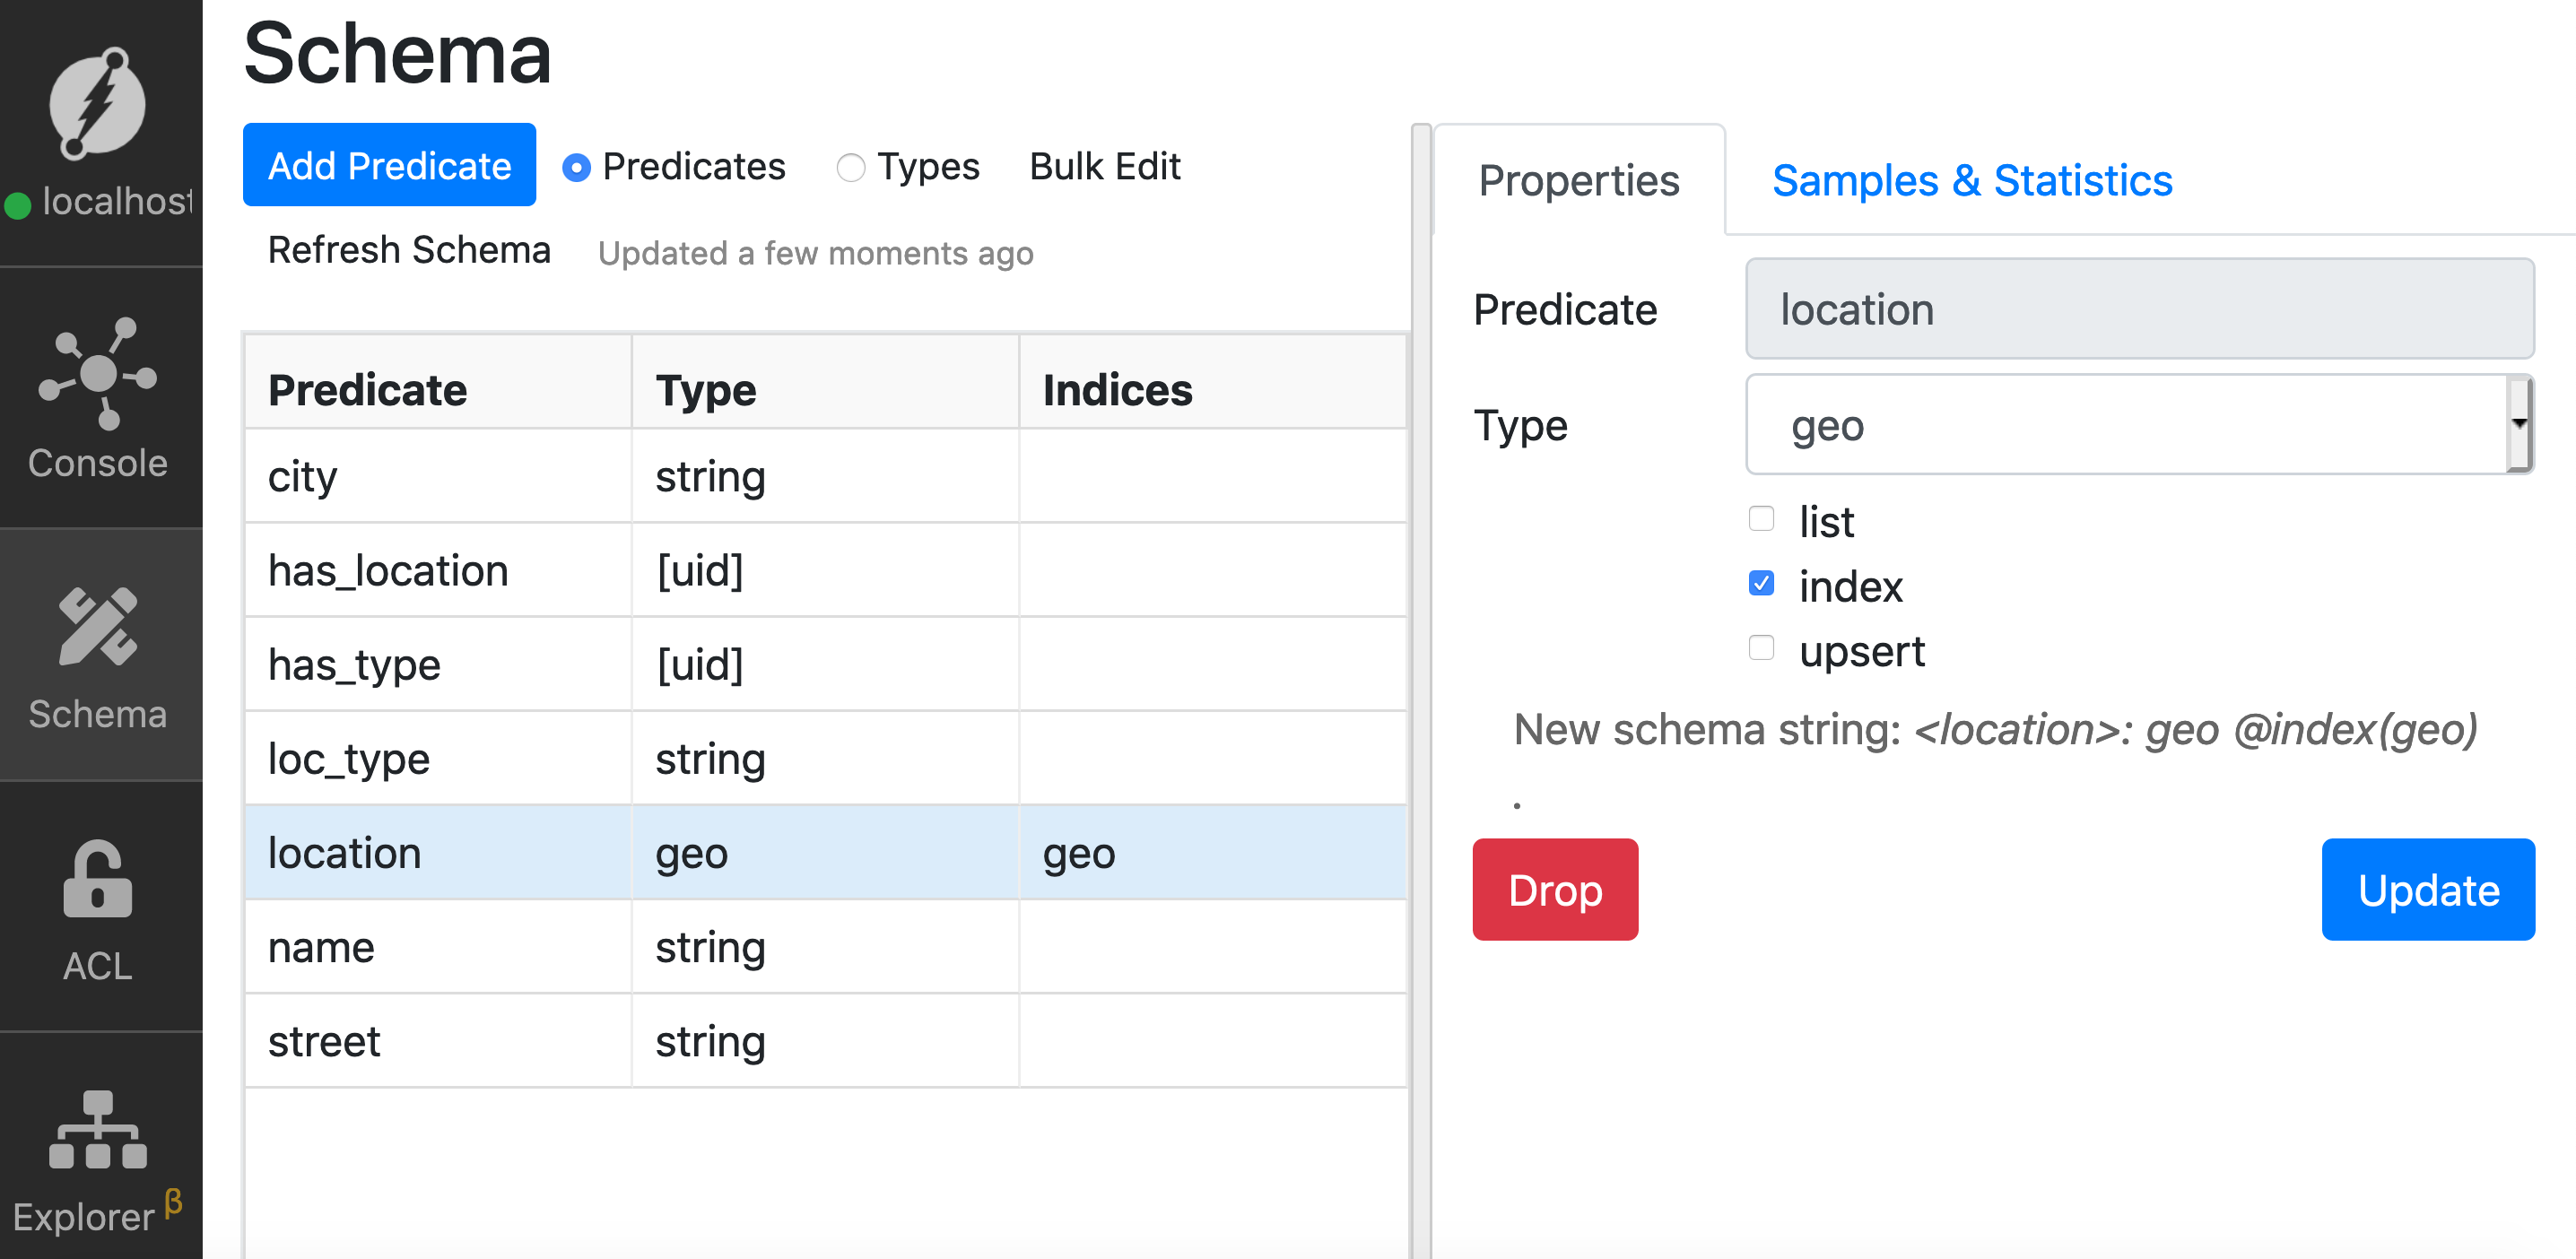 Schema
localhost
Add Predicate
Predicates
Types
Bulk Edit
Refresh Schema
Updated a few moments ago
Console
Schema
ACL
Explorer β
Predicate Type Indices
city string
has_location [uid]
has_type [uid]
loc_type string
location geo geo
name string
street string
Properties
Samples & Statistics
Predicate location
Type geo
list
index
upsert
New schema string: <location>: geo @index(geo)
.
Drop
Update